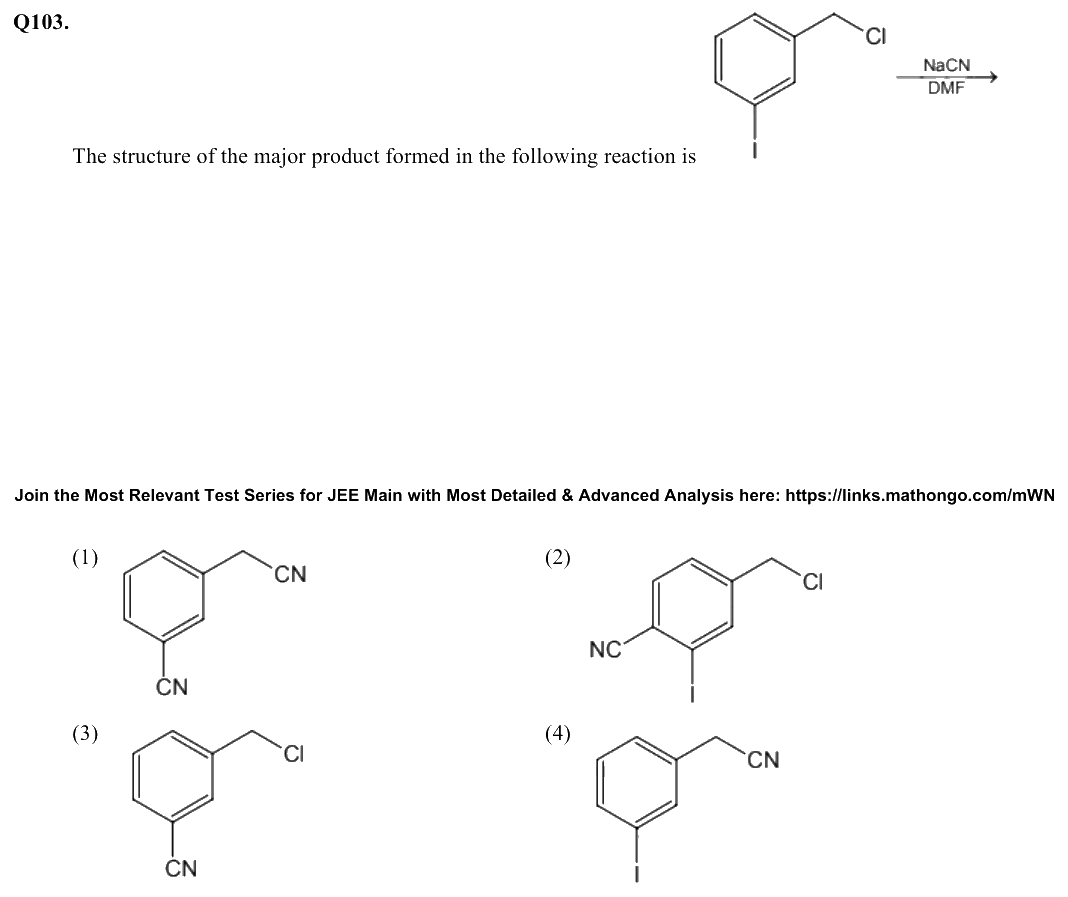 Q103.
Cl
NaCN
DMF
The structure of the major product formed in the following reaction is
I
Join the Most Relevant Test Series for JEE Main with Most Detailed & Advanced Analysis here: https://links.mathongo.com/mWN
(1)
CN
CN
(2)
Cl
NC
I
(3)
Cl
CN
(4)
CN
I